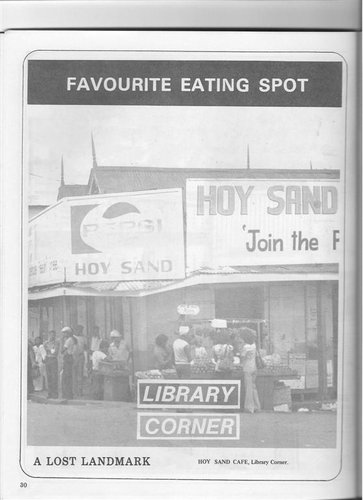 FAVOURITE EATING SPOT
HOY SAND
'Join the P
PEPSI
HOY SAND
LIBRARY
CORNER
A LOST LANDMARK
HOY SAND CAFE, Library Corner.
30